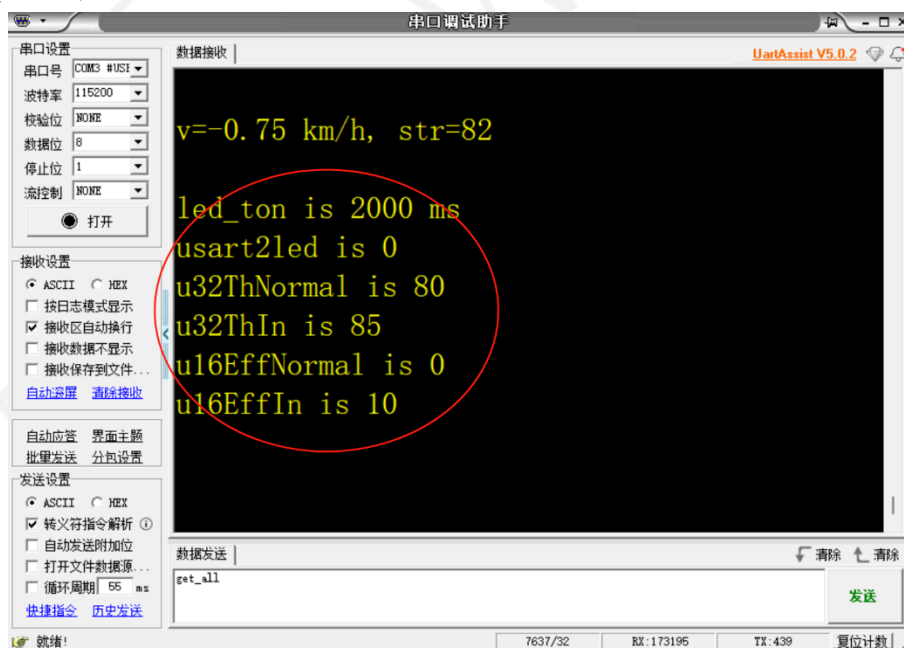 串口调试助手
串口设置
串口号 COM3 #USE
波特率 115200
校验位 NONE
数据位 8
停止位 1
流控制 NONE
打开
接收设置
ASCII HEX
按日志模式显示
接收区自动换行
接收数据不显示
接收保存到文件...
自动滚屏 清除接收
自动应答 界面主题
批里发送 分包设置
发送设置
ASCII HEX
转义符指令解析
自动发送附加位
打开文件数据源...
循环周期 55 ms
快捷指令 历史发送
数据接收
UartAssist V5.0.2
v=-0.75 km/h, str=82
led_ton is 2000 ms
usart2led is 0
u32ThNormal is 80
u32ThIn is 85
u16EffNormal is 0
u16EffIn is 10
数据发送 清除 清除
get_all
发送
就绪! 7637/32 RX:173195 TX:439 复位计数